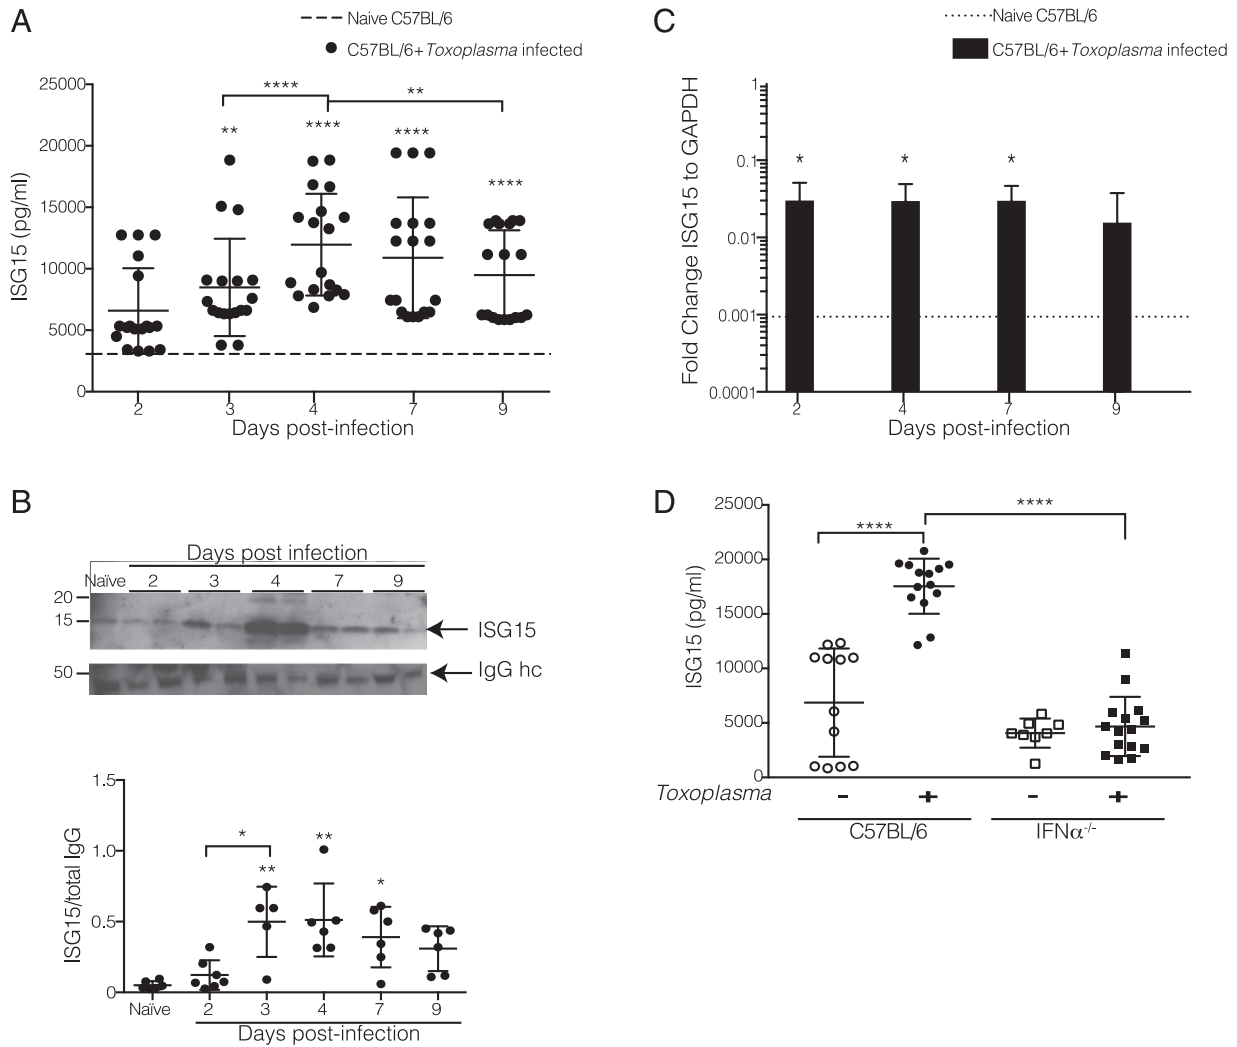 A
Naive C57BL/6
C57BL/6+Toxoplasma infected
25000
20000
15000
10000
5000
0
ISG15 (pg/ml)
**
****
****
**
****
****
2 3 4 7 9
Days post-infection
C
Naive C57BL/6
C57BL/6+Toxoplasma infected
1
0.1
0.01
0.001
0.0001
Fold Change ISG15 to GAPDH
* * *
2 4 7 9
Days post-infection
B
Days post infection
Naïve 2 3 4 7 9
20
15
ISG15
50
IgG hc
1.5
1.0
0.5
0
ISG15/total IgG
*
**
**
*
Naïve 2 3 4 7 9
Days post-infection
D
25000
20000
15000
10000
5000
0
ISG15 (pg/ml)
****
****
Toxoplasma - + - +
C57BL/6 IFNα-/-